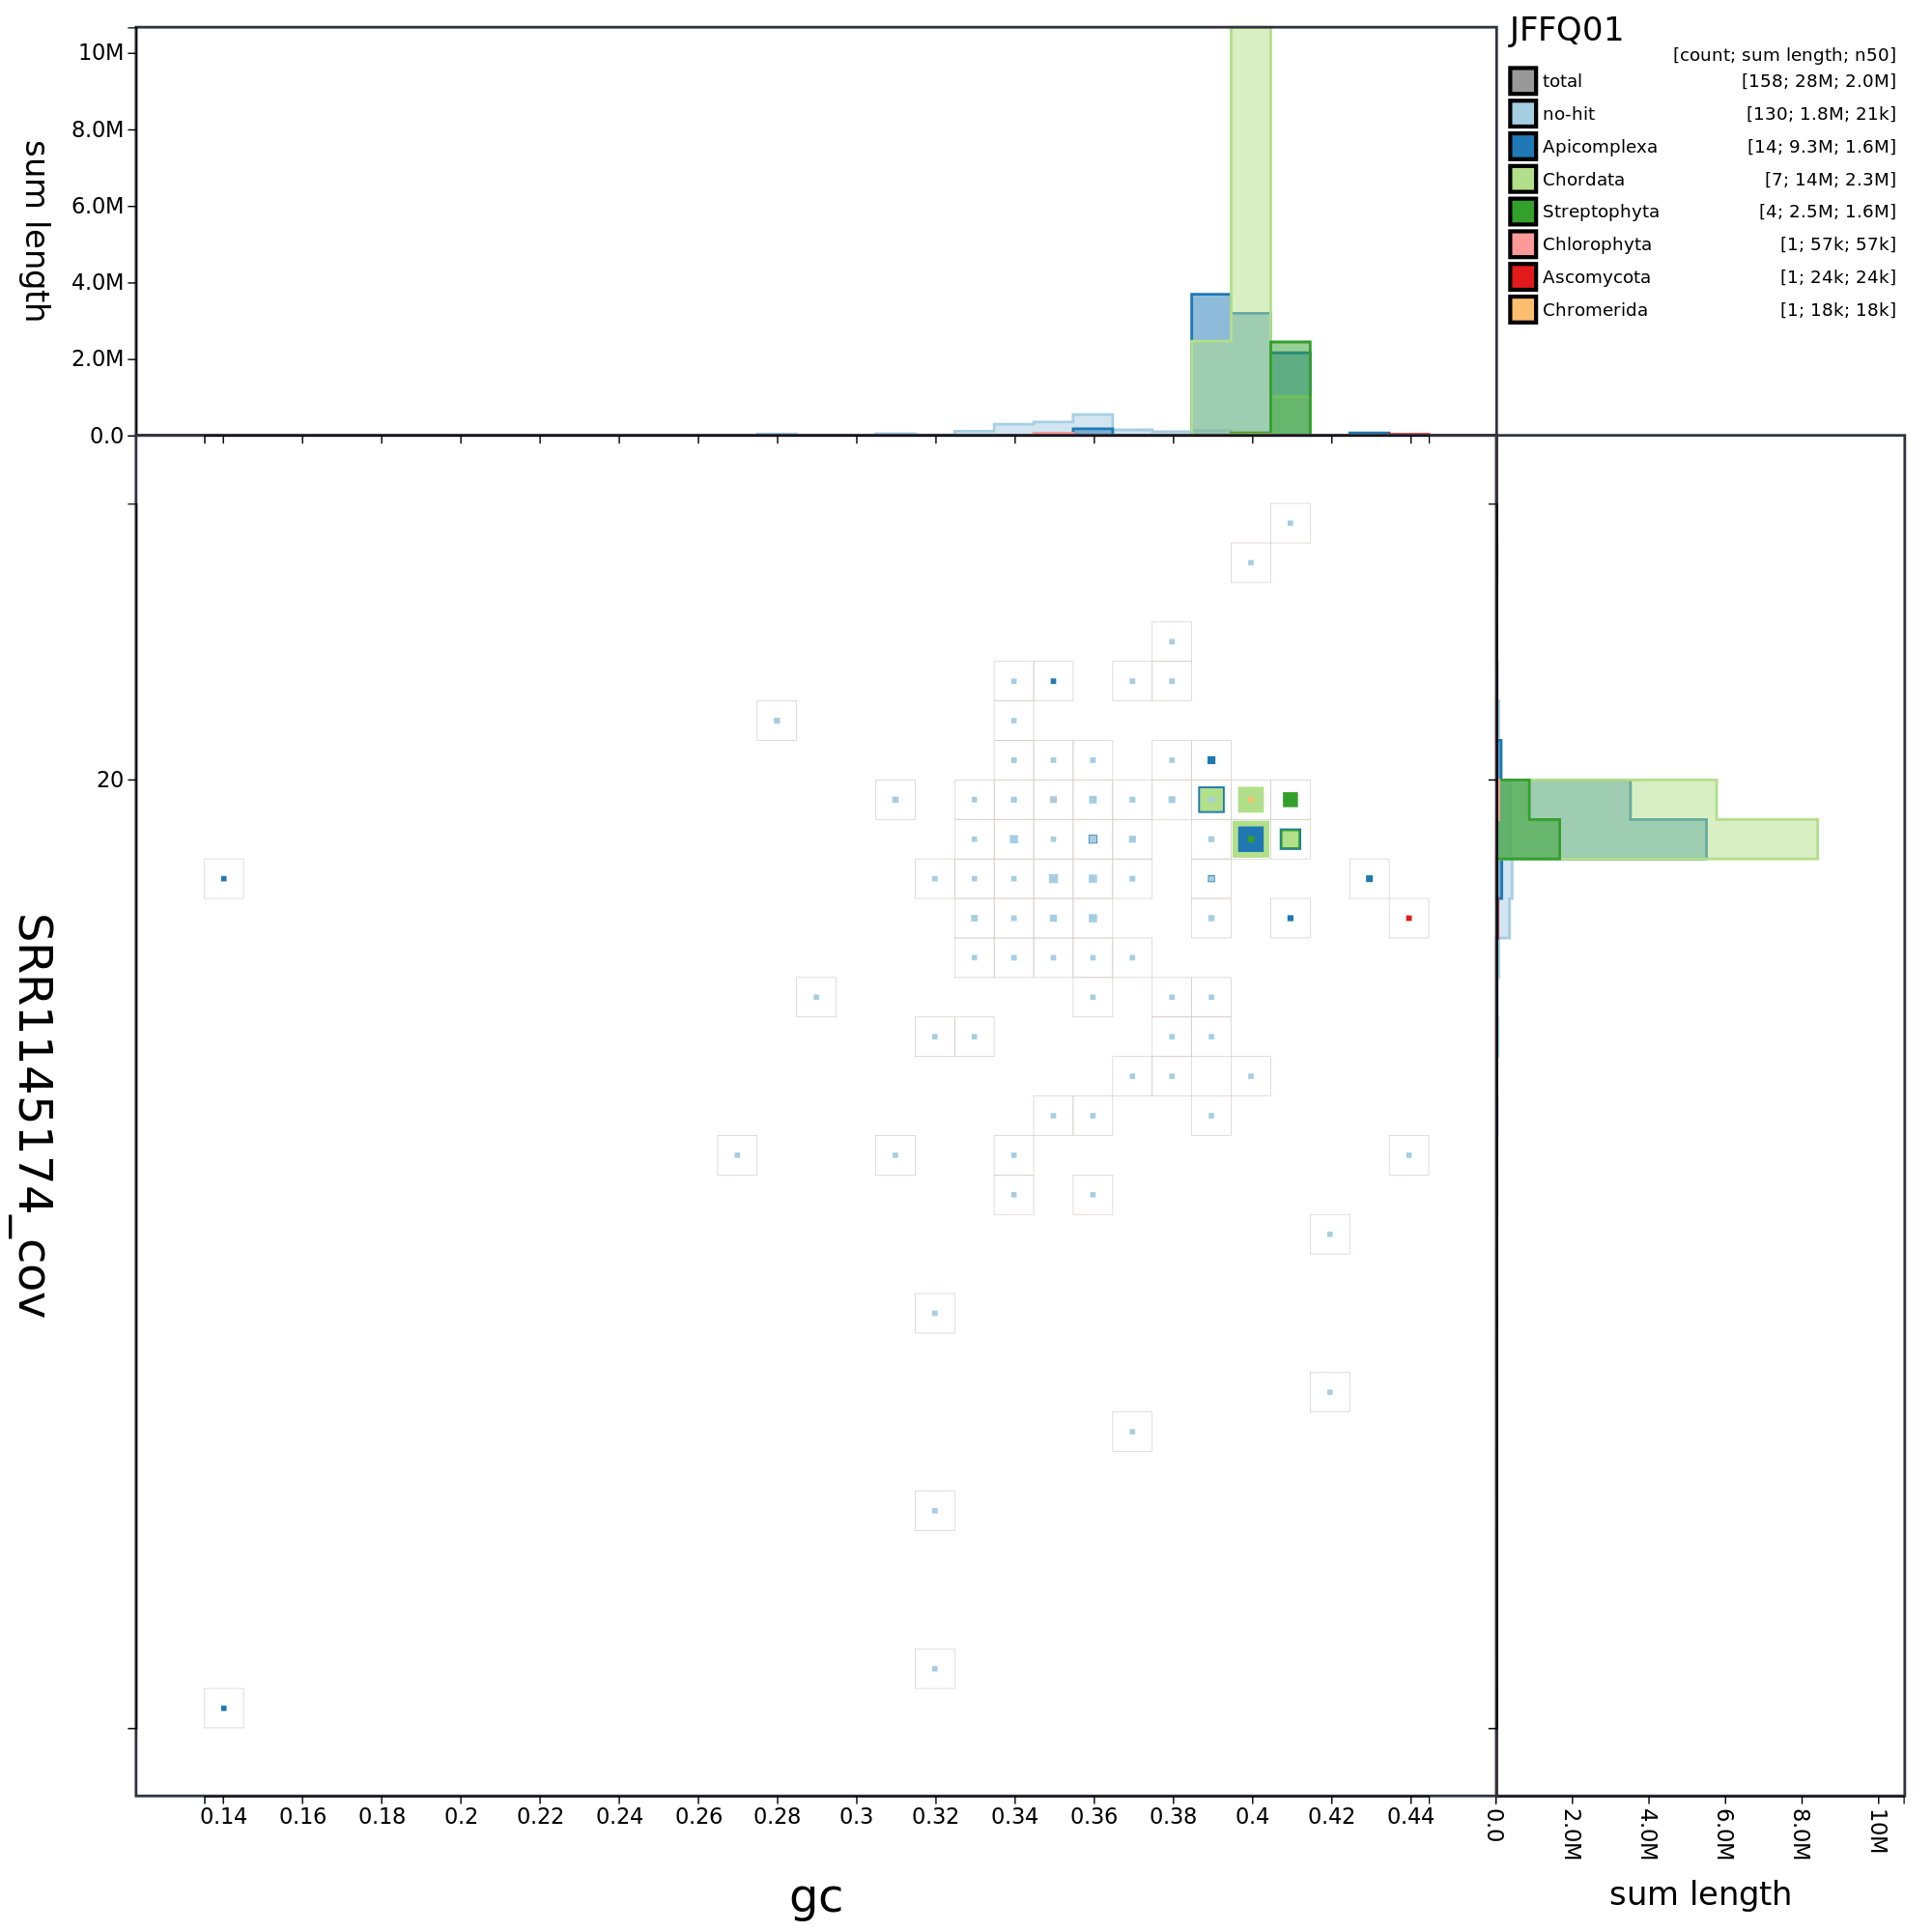 JFFQ01
[count; sum length; n50]
total [158; 28M; 2.0M]
no-hit [130; 1.8M; 21k]
Apicomplexa [14; 9.3M; 1.6M]
Chordata [7; 14M; 2.3M]
Streptophyta [4; 2.5M; 1.6M]
Chlorophyta [1; 57k; 57k]
Ascomycota [1; 24k; 24k]
Chromerida [1; 18k; 18k]
sum length
10M
8.0M
6.0M
4.0M
2.0M
0.0
SRR1145174_cov
20
0.14 0.16 0.18 0.2 0.22 0.24 0.26 0.28 0.3 0.32 0.34 0.36 0.38 0.4 0.42 0.44
gc
0.0 2.0M 4.0M 6.0M 8.0M 10M
sum length